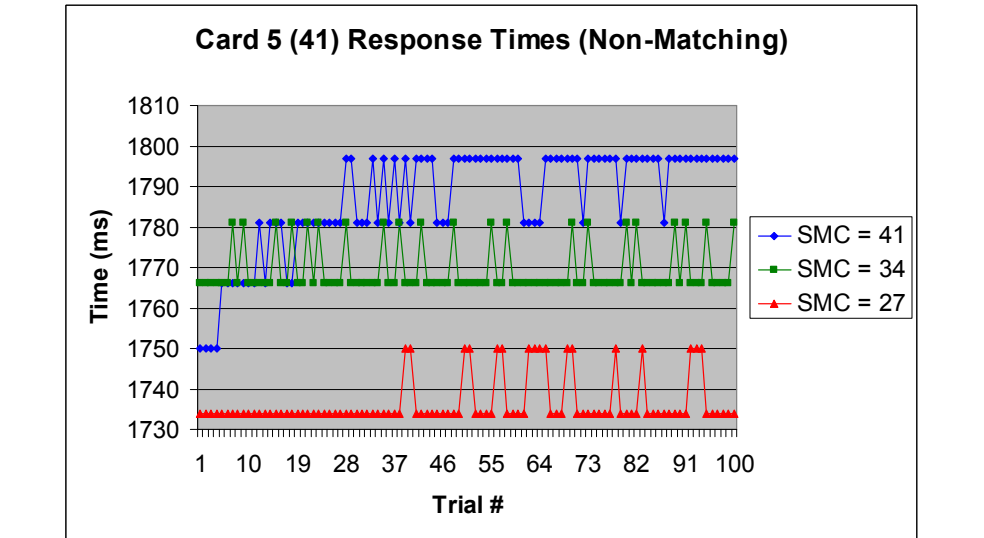 Card 5 (41) Response Times (Non-Matching)
1810
1800
1790
1780
1770
1760
1750
1740
1730
Time (ms)
1 10 19 28 37 46 55 64 73 82 91 100
Trial #
SMC = 41
SMC = 34
SMC = 27